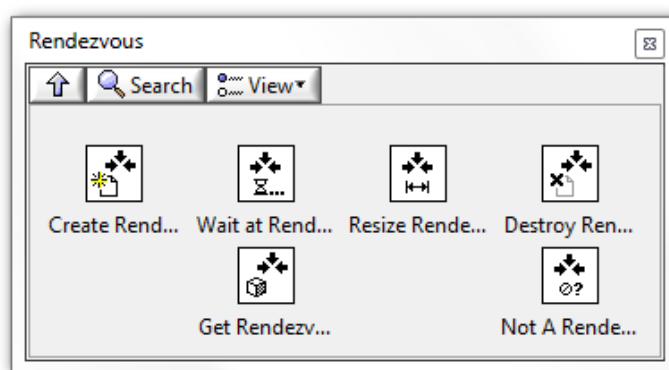 Rendezvous
Search View
Create Rend... Wait at Rend... Resize Rende... Destroy Ren...
Get Rendezv... Not A Rende...